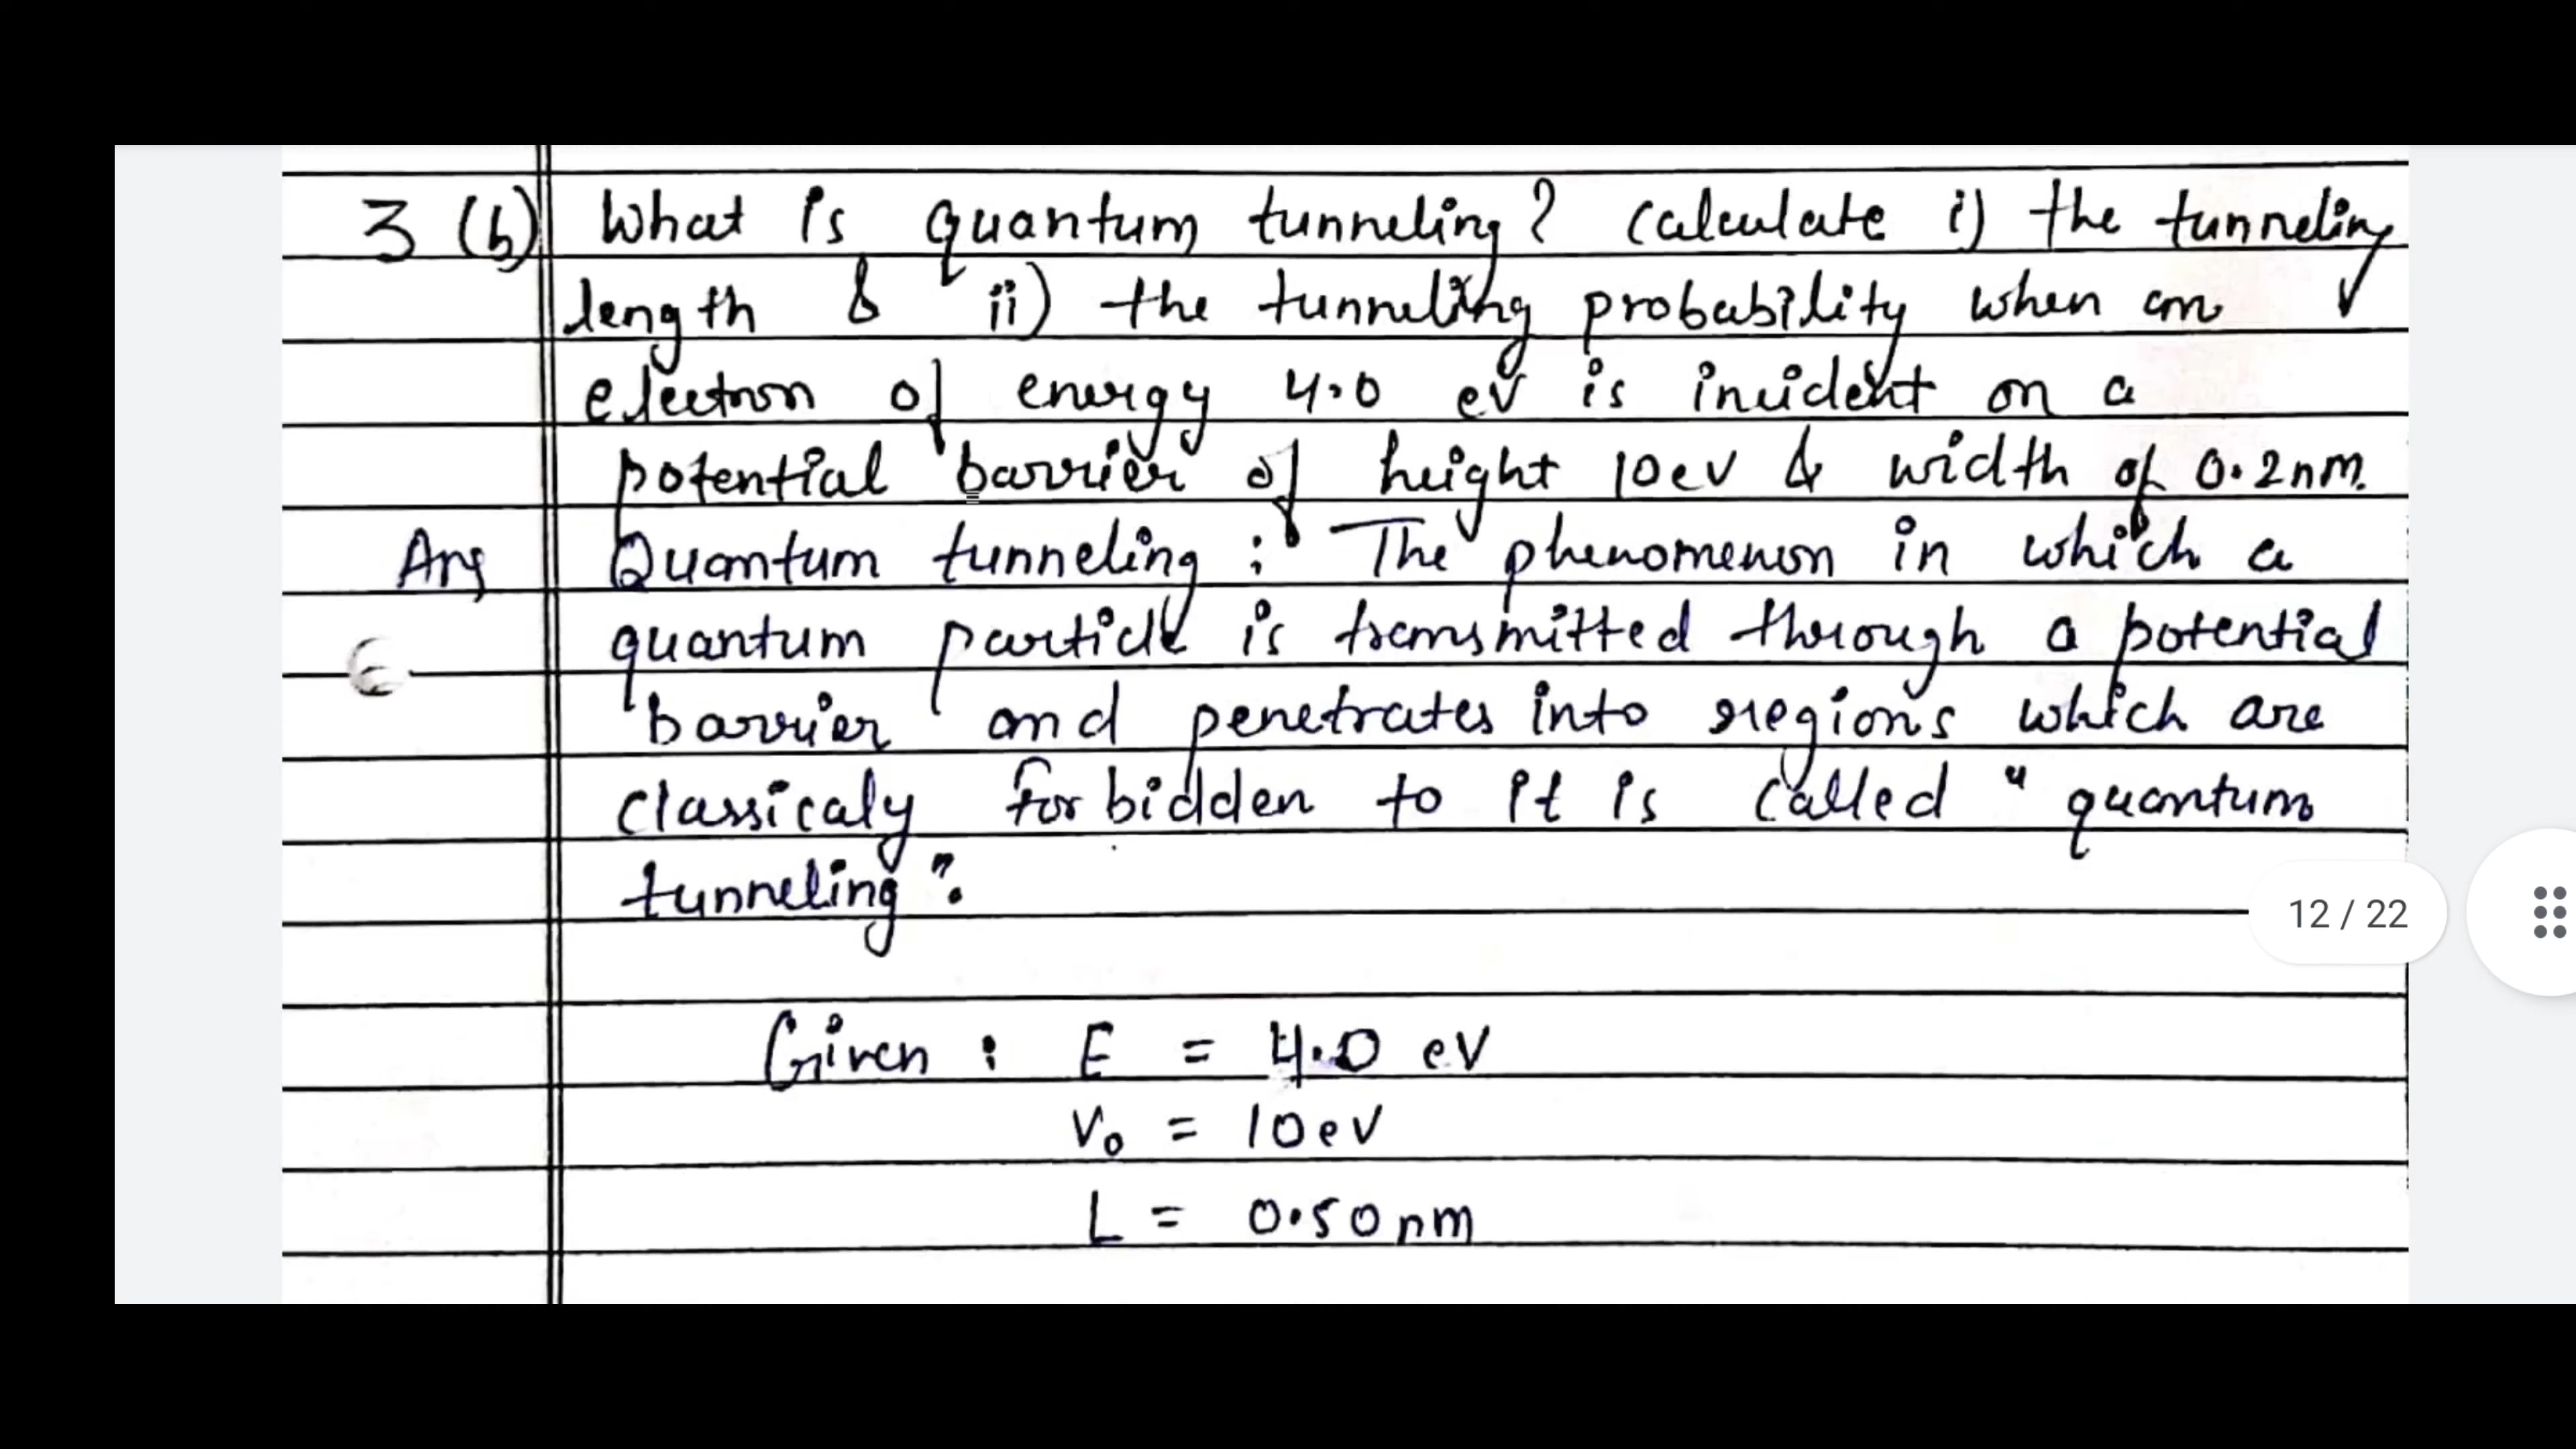 3 (b) What is quantum tunneling? Calculate i) the tunneling
length & ii) the tunneling probability when an
electron of energy 4.0 eV is incident on a
potential barrier of height 10eV & width of 0.2nm.
Ans Quantum tunneling : The phenomenon in which a
quantum particle is transmitted through a potential
barrier and penetrates into regions which are
classicaly forbidden to it is called "quantum
tunneling".
12 / 22
Given : E = 4.0 eV
V₀ = 10eV
L = 0.50nm